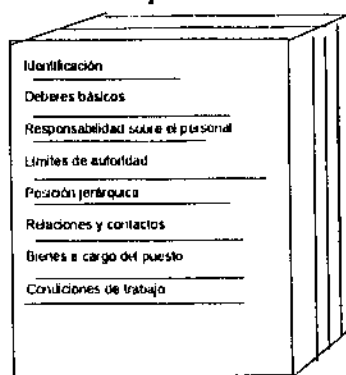 Identificación
Deberes básicos
Responsabilidad sobre el personal
Límites de autoridad
Posición jerárquica
Relaciones y contactos
Bienes a cargo del puesto
Condiciones de trabajo